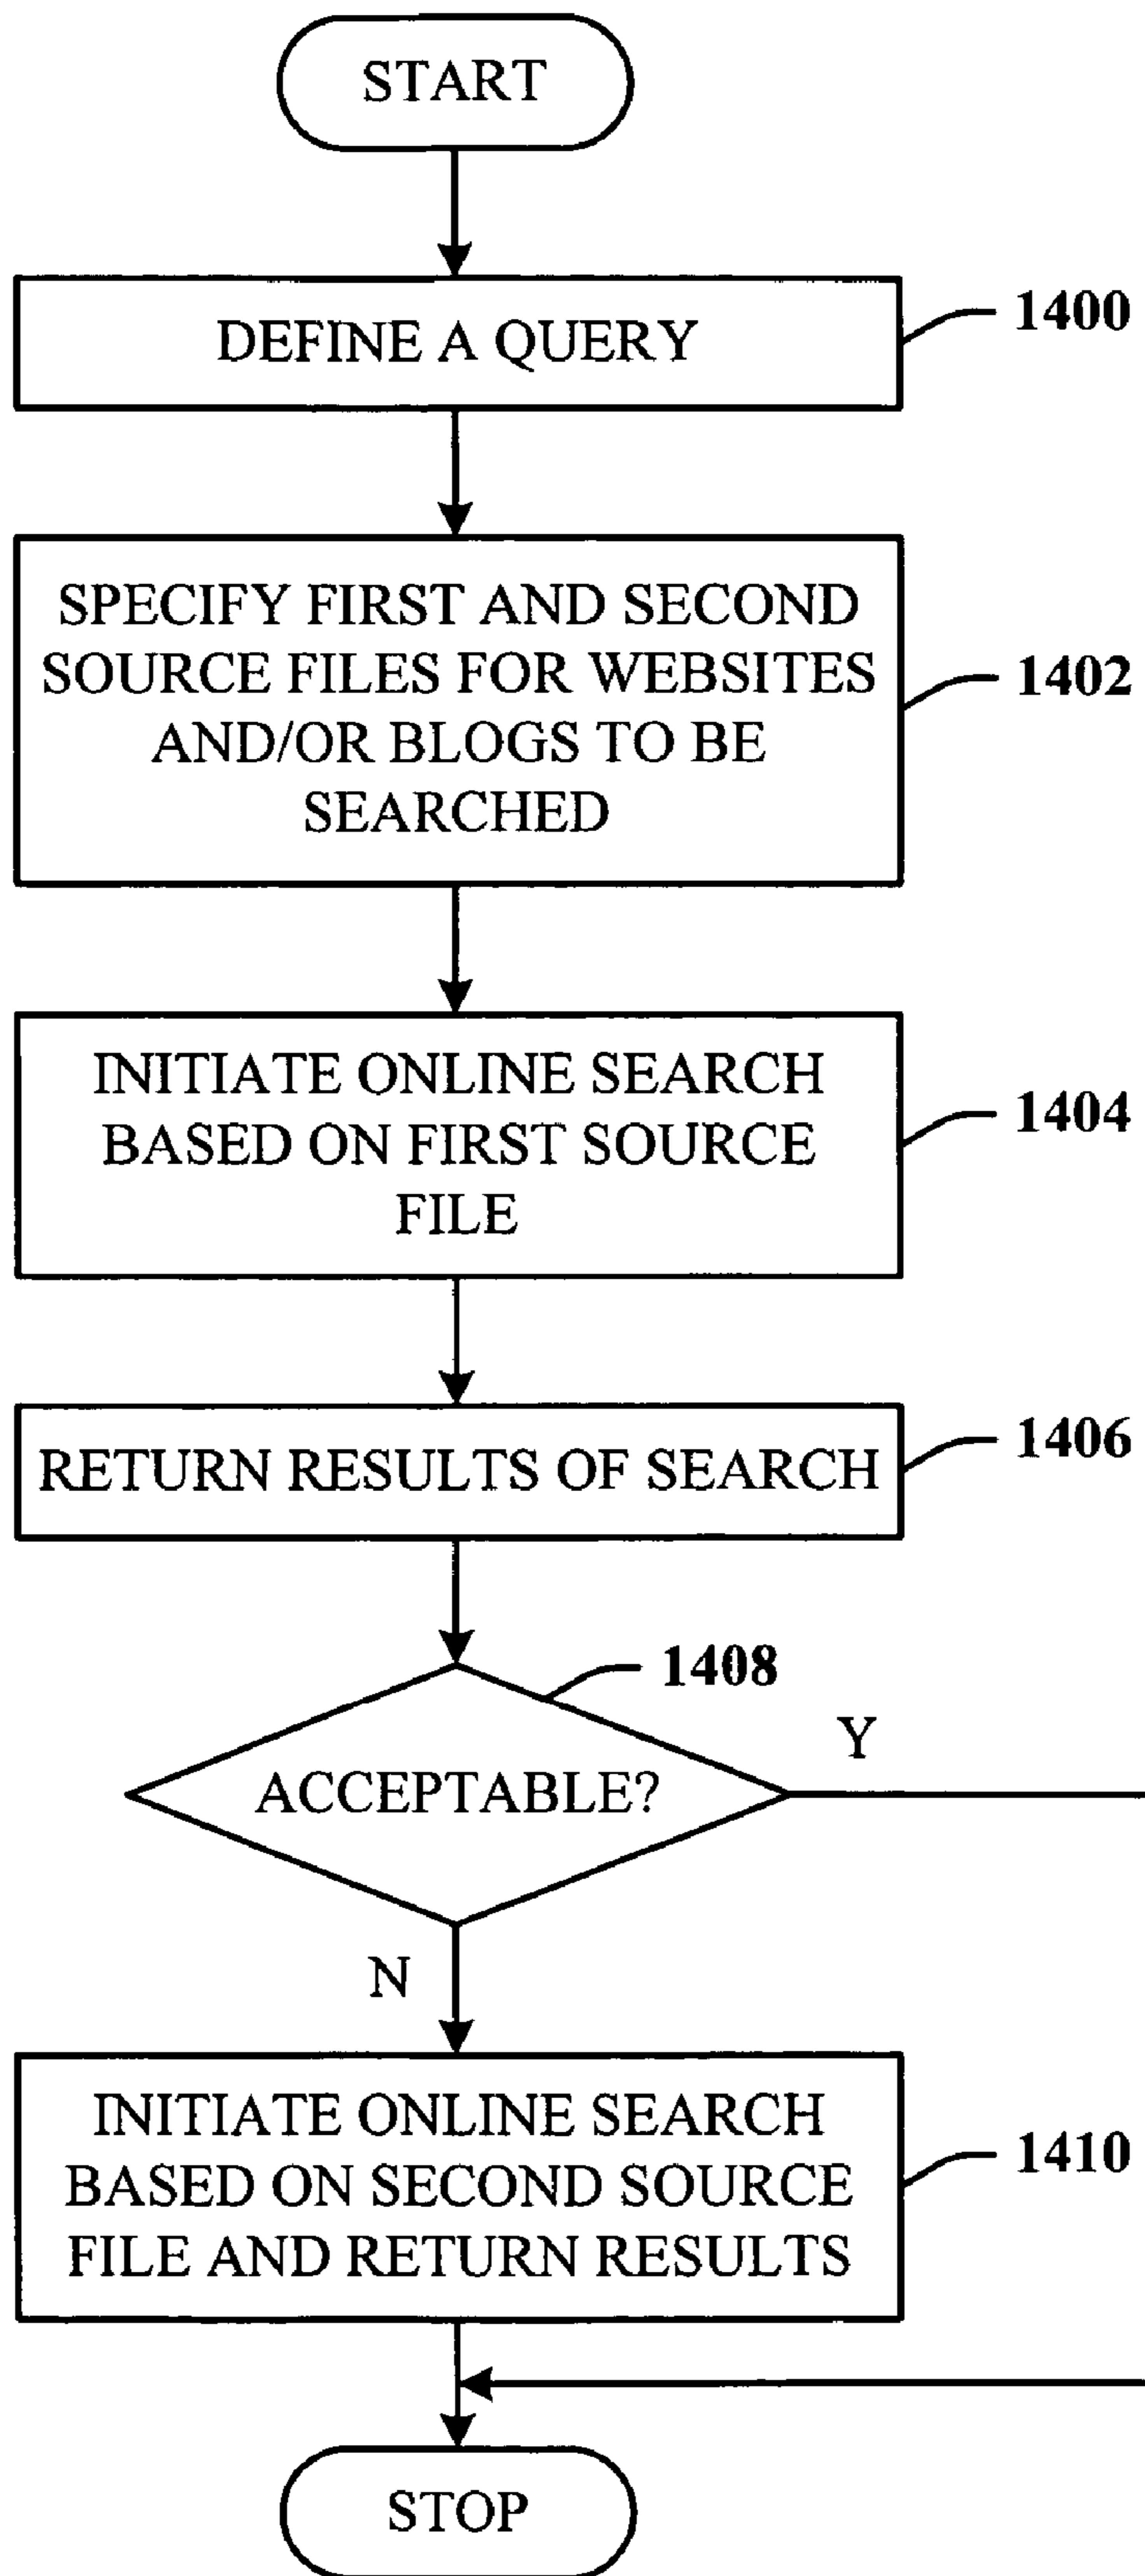 START
DEFINE A QUERY
1400
SPECIFY FIRST AND SECOND
SOURCE FILES FOR WEBSITES
AND/OR BLOGS TO BE
SEARCHED
1402
INITIATE ONLINE SEARCH
BASED ON FIRST SOURCE
FILE
1404
RETURN RESULTS OF SEARCH
1406
1408
ACCEPTABLE?
Y
N
INITIATE ONLINE SEARCH
BASED ON SECOND SOURCE
FILE AND RETURN RESULTS
1410
STOP